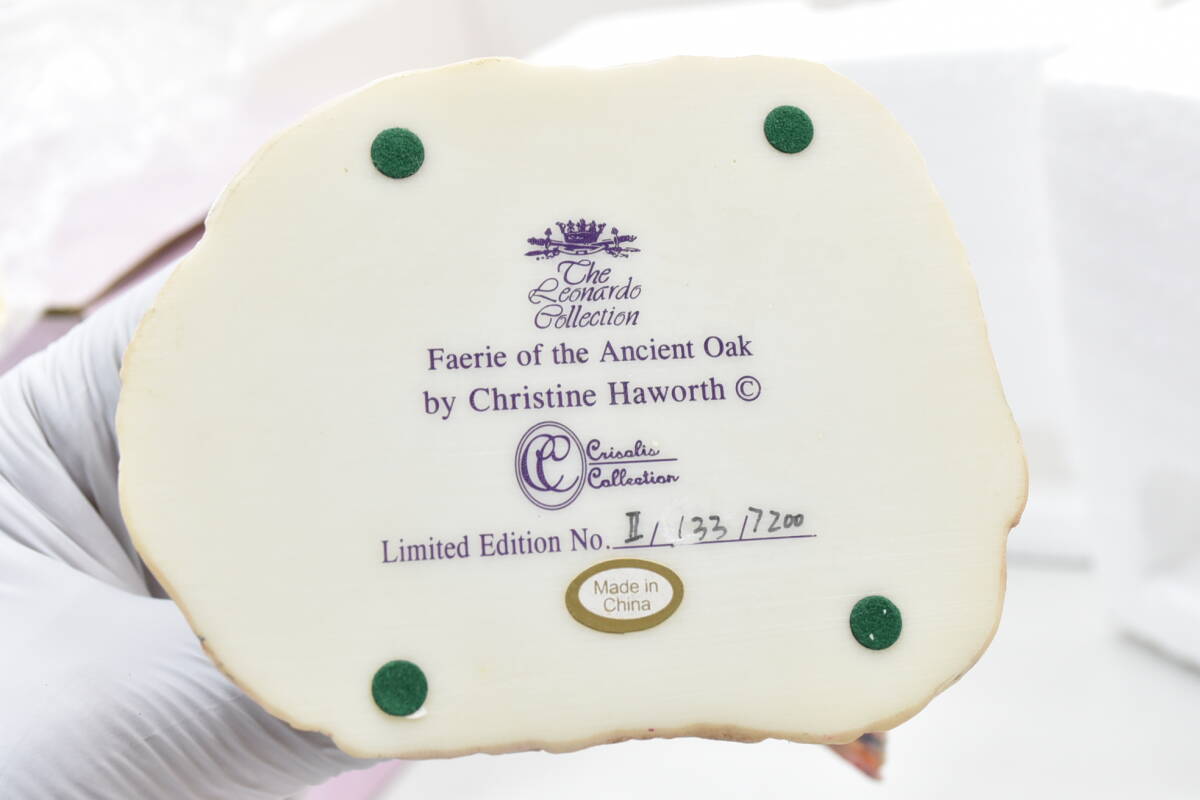 The
Leonardo
Collection
Faerie of the Ancient Oak
by Christine Haworth ©
CC
Crisalis
Collection
Limited Edition No. II / 133 / 7200
Made in
China